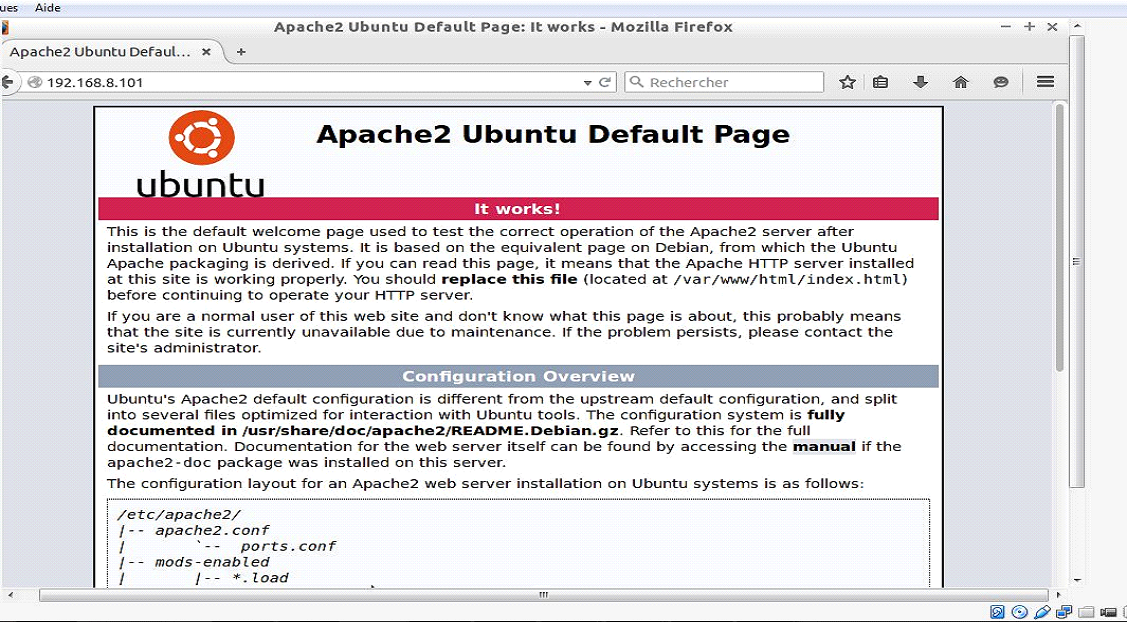 ues Aide
Apache2 Ubuntu Default Page: It works - Mozilla Firefox
Apache2 Ubuntu Defaul...
192.168.8.101
Rechercher
ubuntu
Apache2 Ubuntu Default Page
It works!
This is the default welcome page used to test the correct operation of the Apache2 server after
installation on Ubuntu systems. It is based on the equivalent page on Debian, from which the Ubuntu
Apache packaging is derived. If you can read this page, it means that the Apache HTTP server installed
at this site is working properly. You should replace this file (located at /var/www/html/index.html)
before continuing to operate your HTTP server.
If you are a normal user of this web site and don't know what this page is about, this probably means
that the site is currently unavailable due to maintenance. If the problem persists, please contact the
site's administrator.
Configuration Overview
Ubuntu's Apache2 default configuration is different from the upstream default configuration, and split
into several files optimized for interaction with Ubuntu tools. The configuration system is fully
documented in /usr/share/doc/apache2/README.Debian.gz. Refer to this for the full
documentation. Documentation for the web server itself can be found by accessing the manual if the
apache2-doc package was installed on this server.
The configuration layout for an Apache2 web server installation on Ubuntu systems is as follows:
/etc/apache2/
|-- apache2.conf
|       `--  ports.conf
|-- mods-enabled
|       |-- *.load